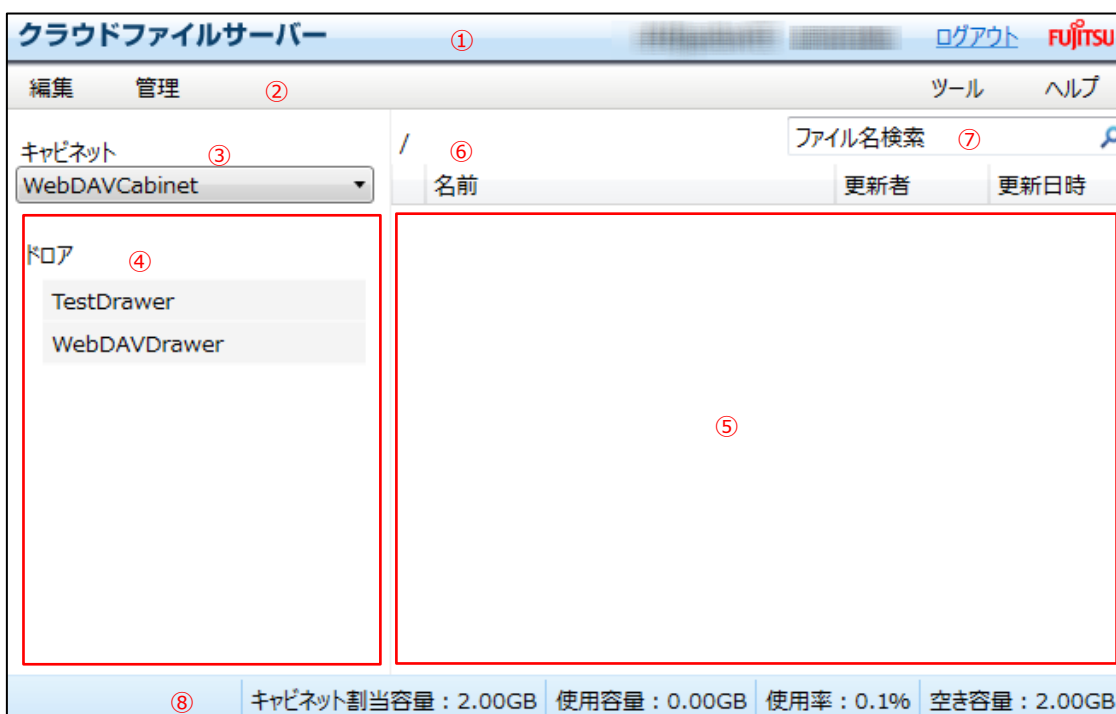 クラウドファイルサーバー ① ログアウト FUJITSU
編集 管理 ② ツール ヘルプ
キャビネット ③ / ⑥ ファイル名検索 ⑦
WebDAVCabinet 名前 更新者 更新日時
ドロア ④
TestDrawer
WebDAVDrawer
⑤
⑧ キャビネット割当容量：2.00GB 使用容量：0.00GB 使用率：0.1% 空き容量：2.00GB